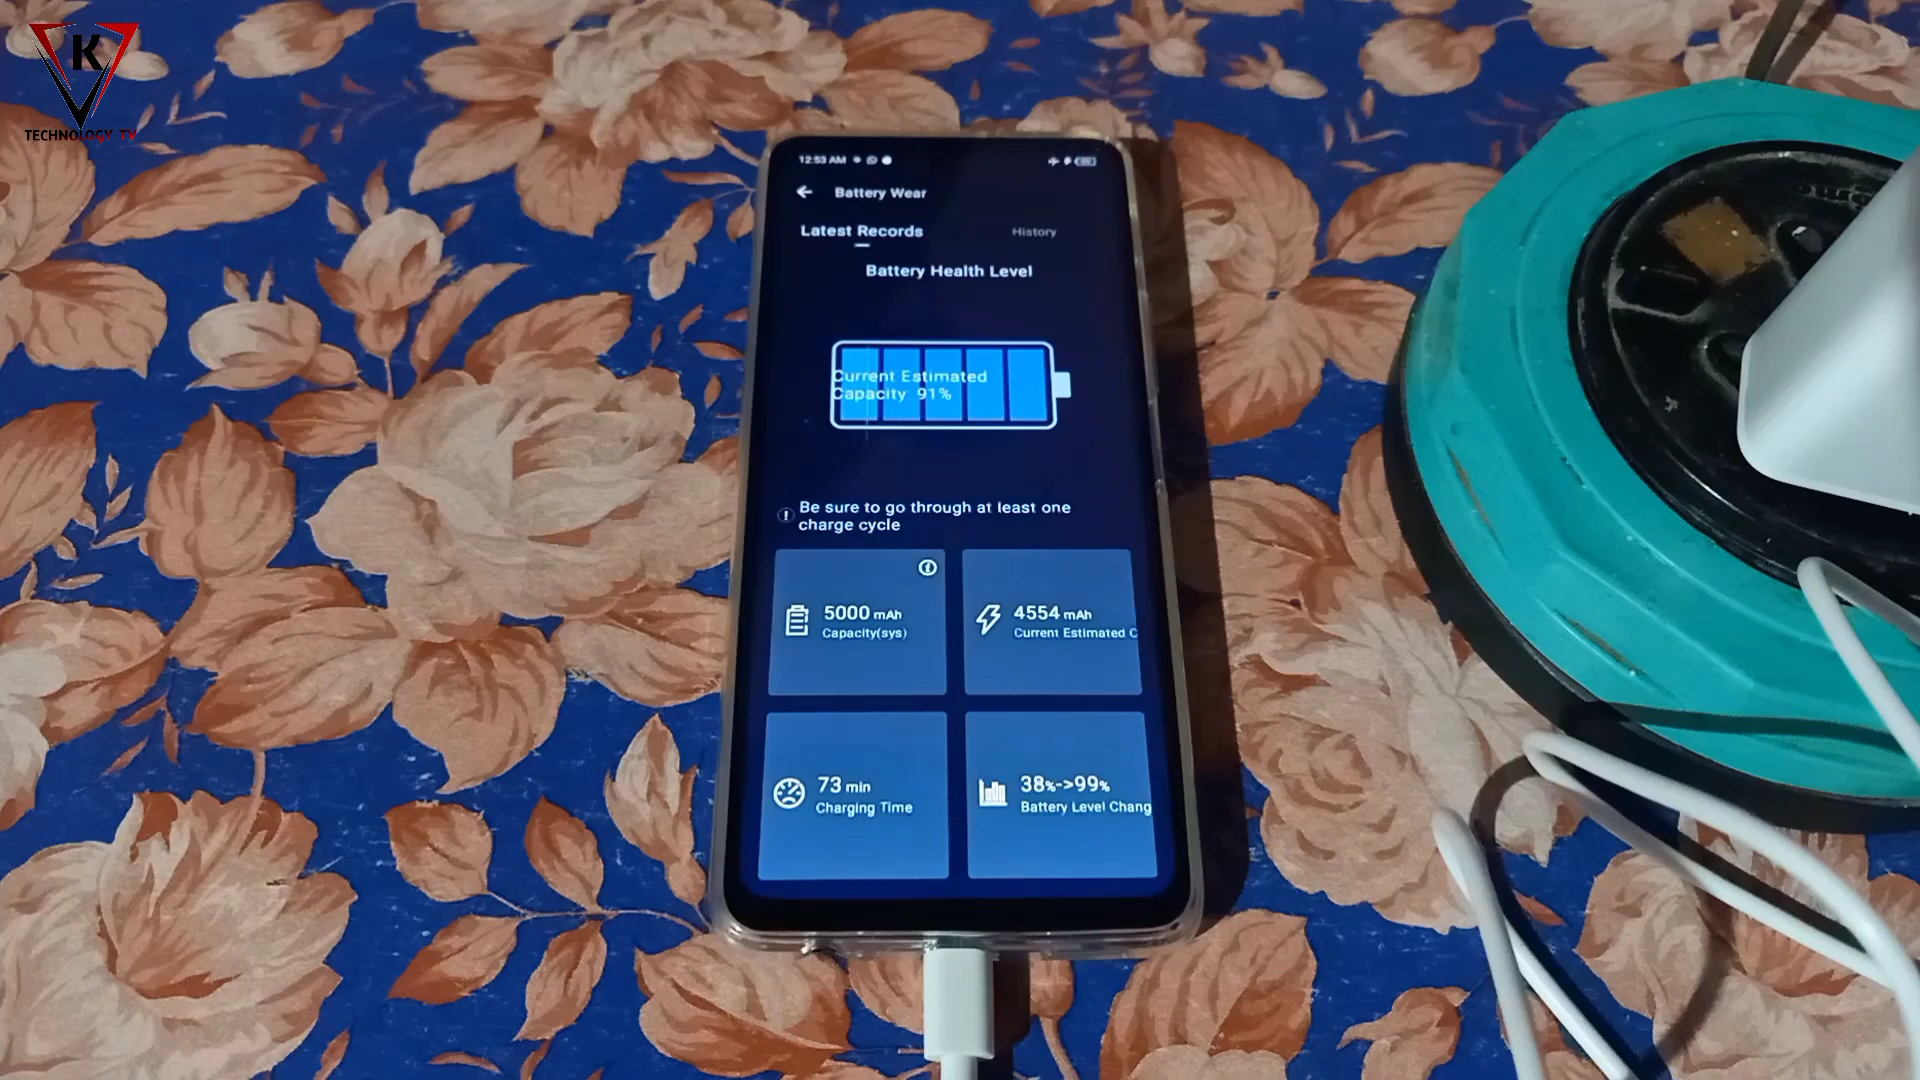 K
TECHNOLOGY TV
12:53 AM
Battery Wear
Latest Records
History
Battery Health Level
Current Estimated
Capacity 91%
Be sure to go through at least one
charge cycle
5000 mAh
Capacity(sys)
4554 mAh
Current Estimated C
73 min
Charging Time
38%->99%
Battery Level Chang